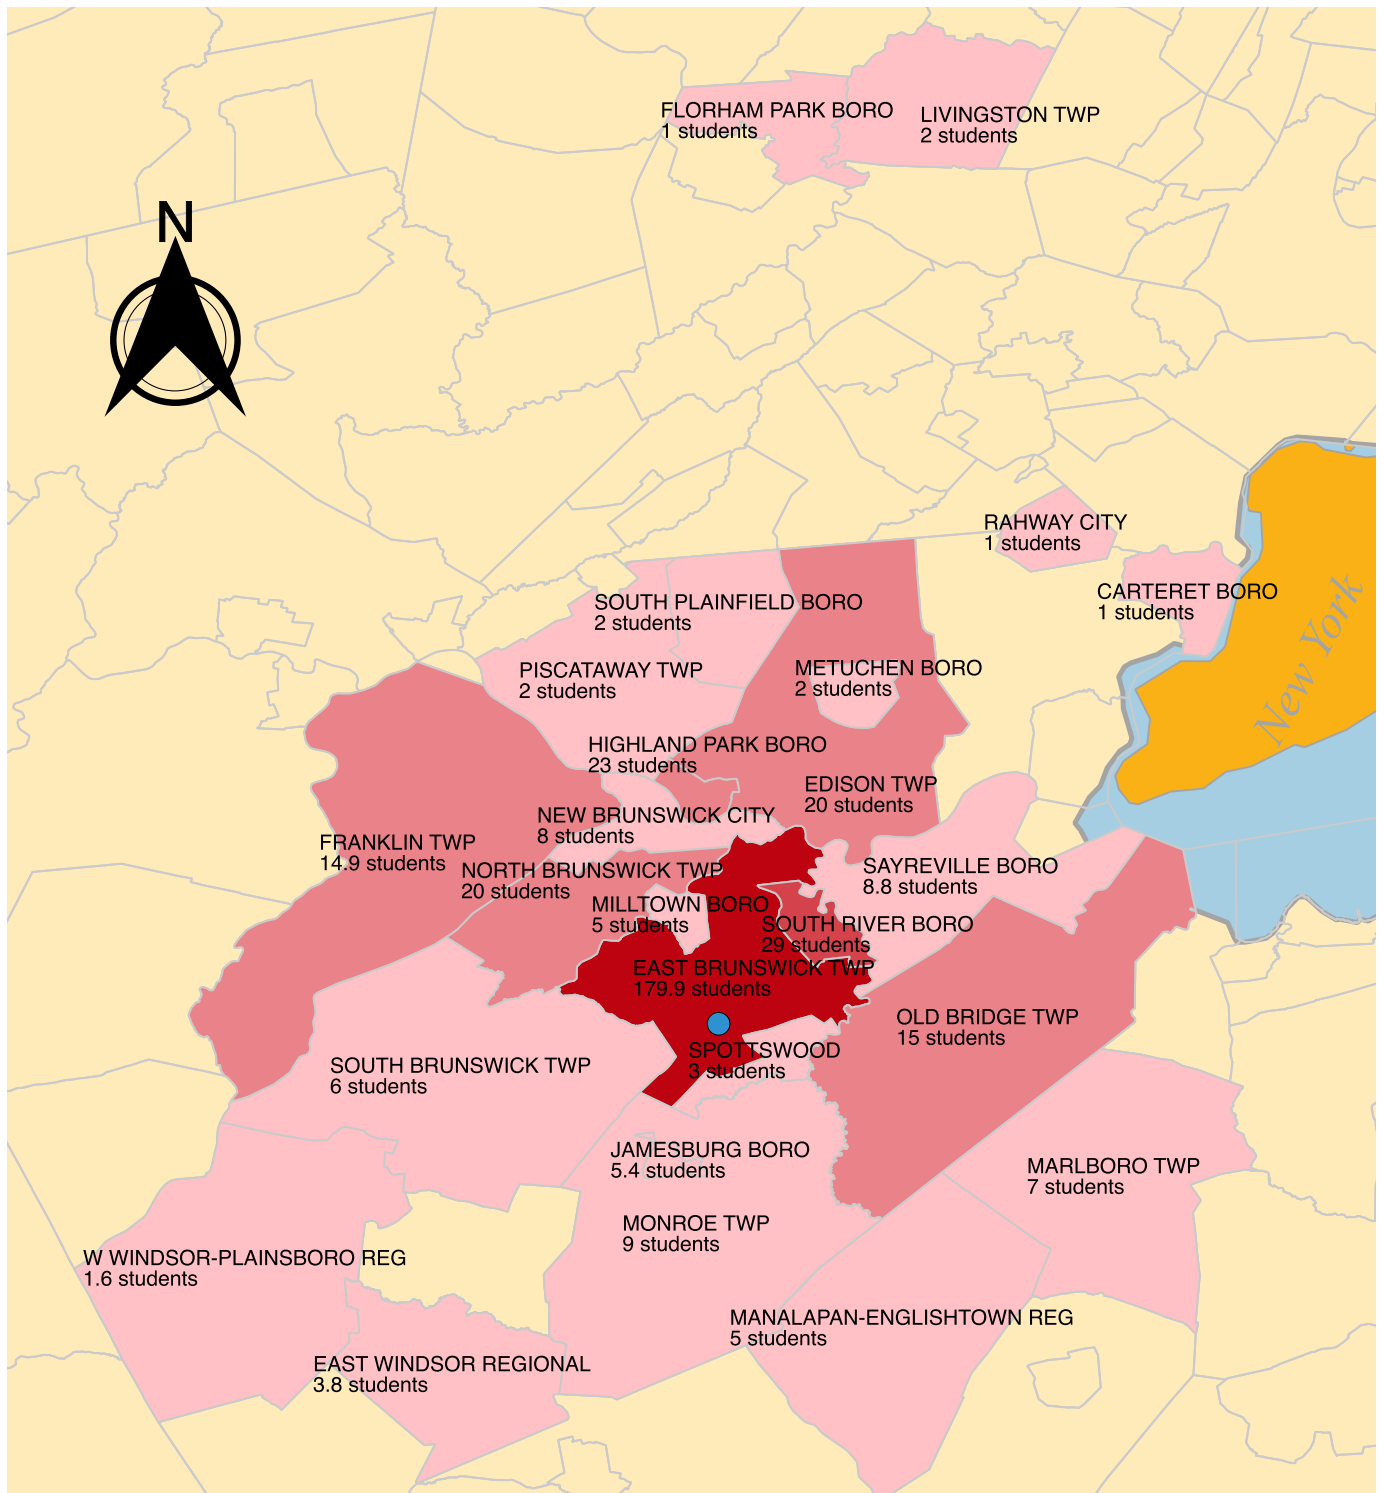 FLORHAM PARK BORO
1 students
LIVINGSTON TWP
2 students
N
RAHWAY CITY
1 students
CARTERET BORO
1 students
New York
SOUTH PLAINFIELD BORO
2 students
PISCATAWAY TWP
2 students
METUCHEN BORO
2 students
HIGHLAND PARK BORO
23 students
EDISON TWP
20 students
NEW BRUNSWICK CITY
8 students
FRANKLIN TWP
14.9 students
NORTH BRUNSWICK TWP
20 students
SAYREVILLE BORO
8.8 students
MILLTOWN BORO
5 students
SOUTH RIVER BORO
29 students
EAST BRUNSWICK TWP
179.9 students
OLD BRIDGE TWP
15 students
SPOTTSWOOD
3 students
SOUTH BRUNSWICK TWP
6 students
JAMESBURG BORO
5.4 students
MARLBORO TWP
7 students
MONROE TWP
9 students
W WINDSOR-PLAINSBORO REG
1.6 students
MANALAPAN-ENGLISHTOWN REG
5 students
EAST WINDSOR REGIONAL
3.8 students